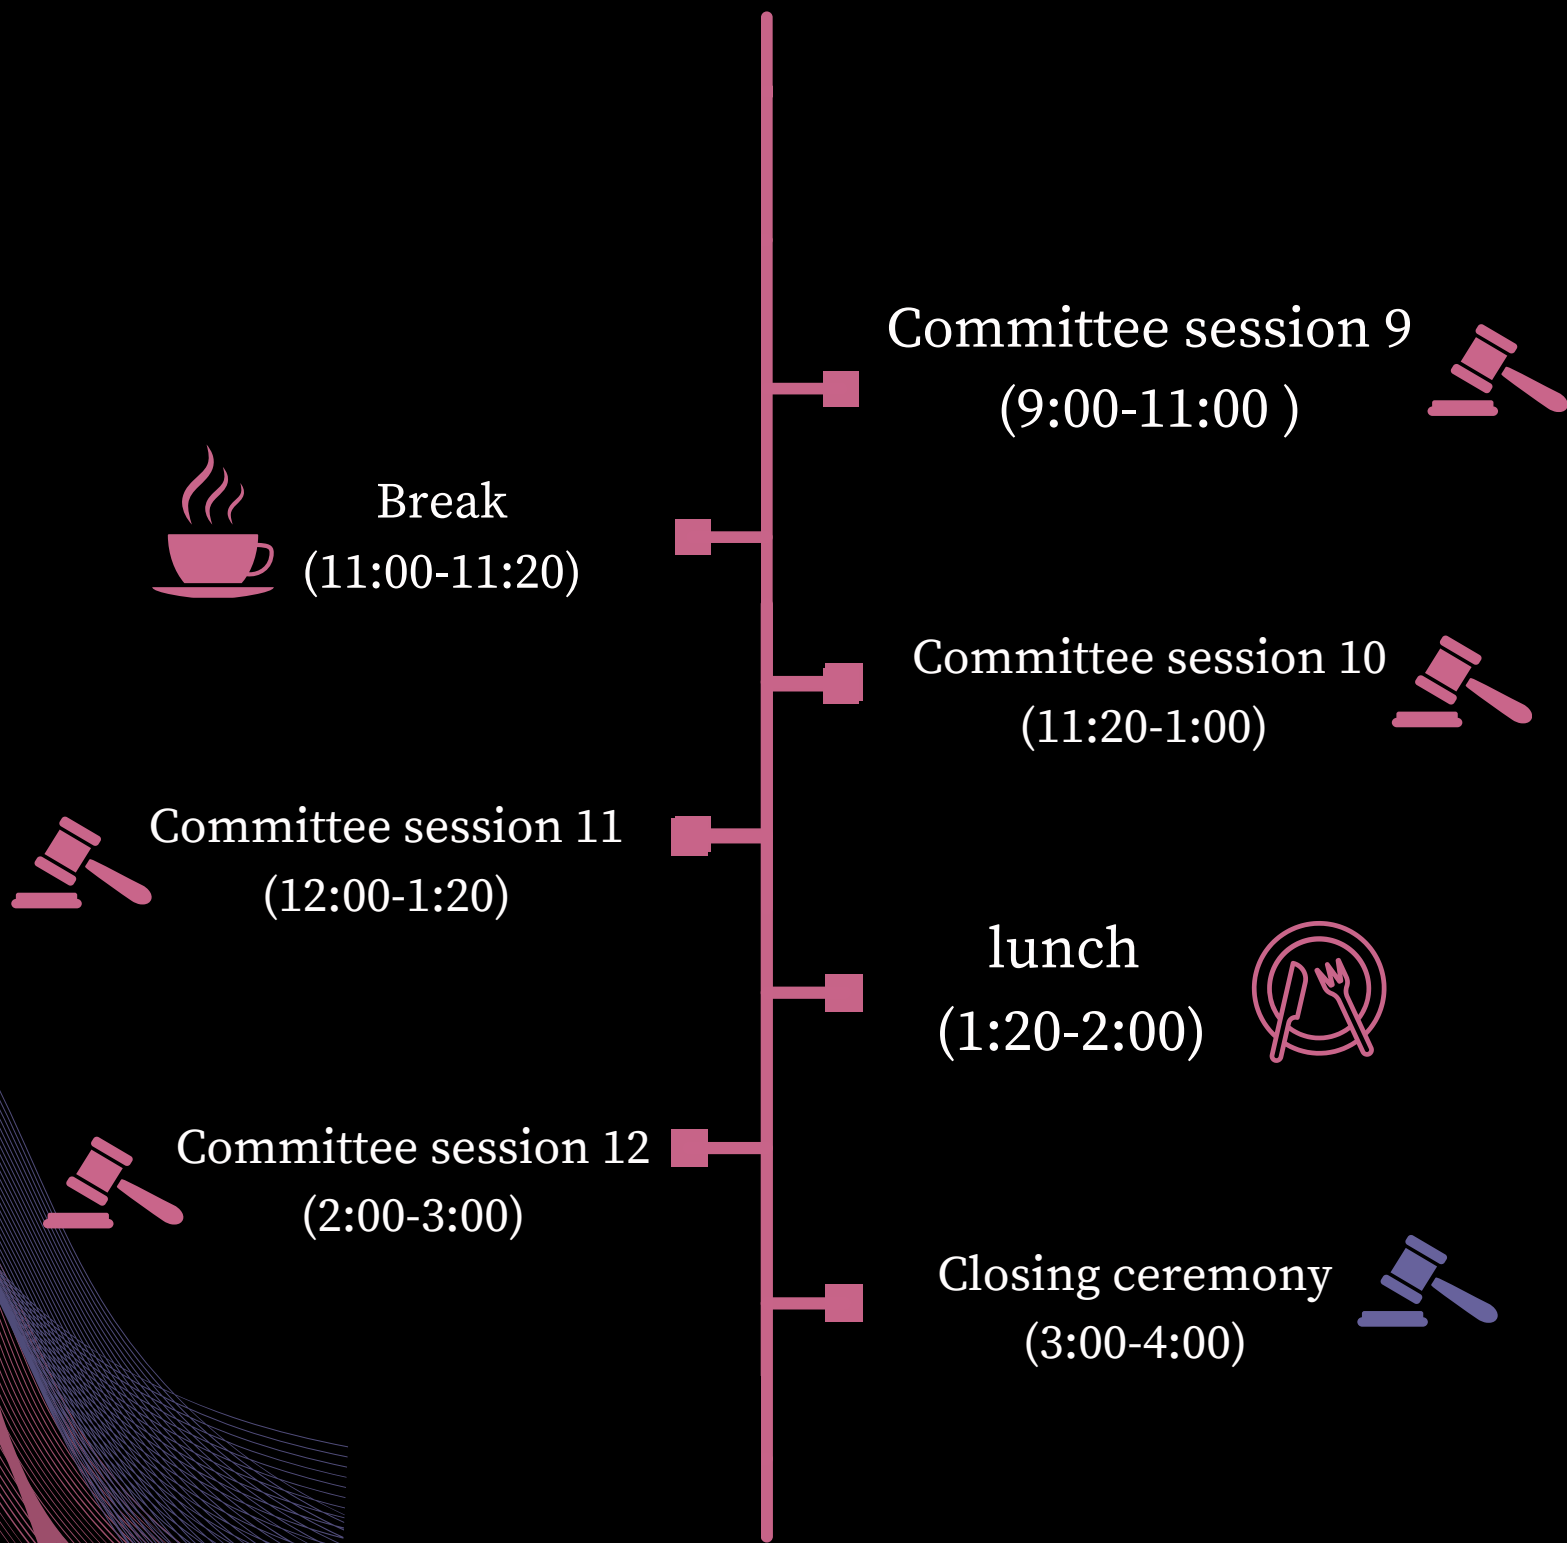 Committee session 9
(9:00-11:00 )
Break
(11:00-11:20)
Committee session 10
(11:20-1:00)
Committee session 11
(12:00-1:20)
lunch
(1:20-2:00)
Committee session 12
(2:00-3:00)
Closing ceremony
(3:00-4:00)